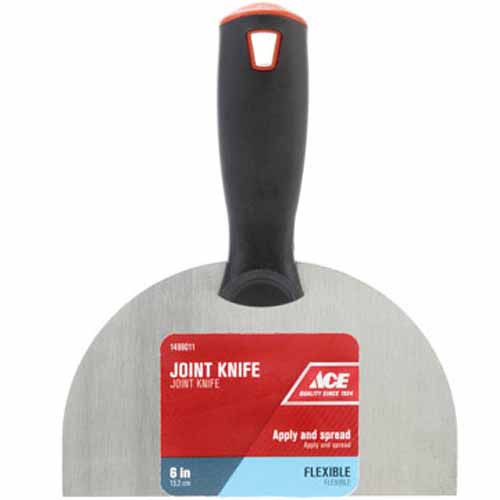 1499011
JOINT KNIFE
JOINT KNIFE
ACE
QUALITY SINCE 1924
Apply and spread
Apply and spread
6 in
15.2 cm
FLEXIBLE
FLEXIBLE